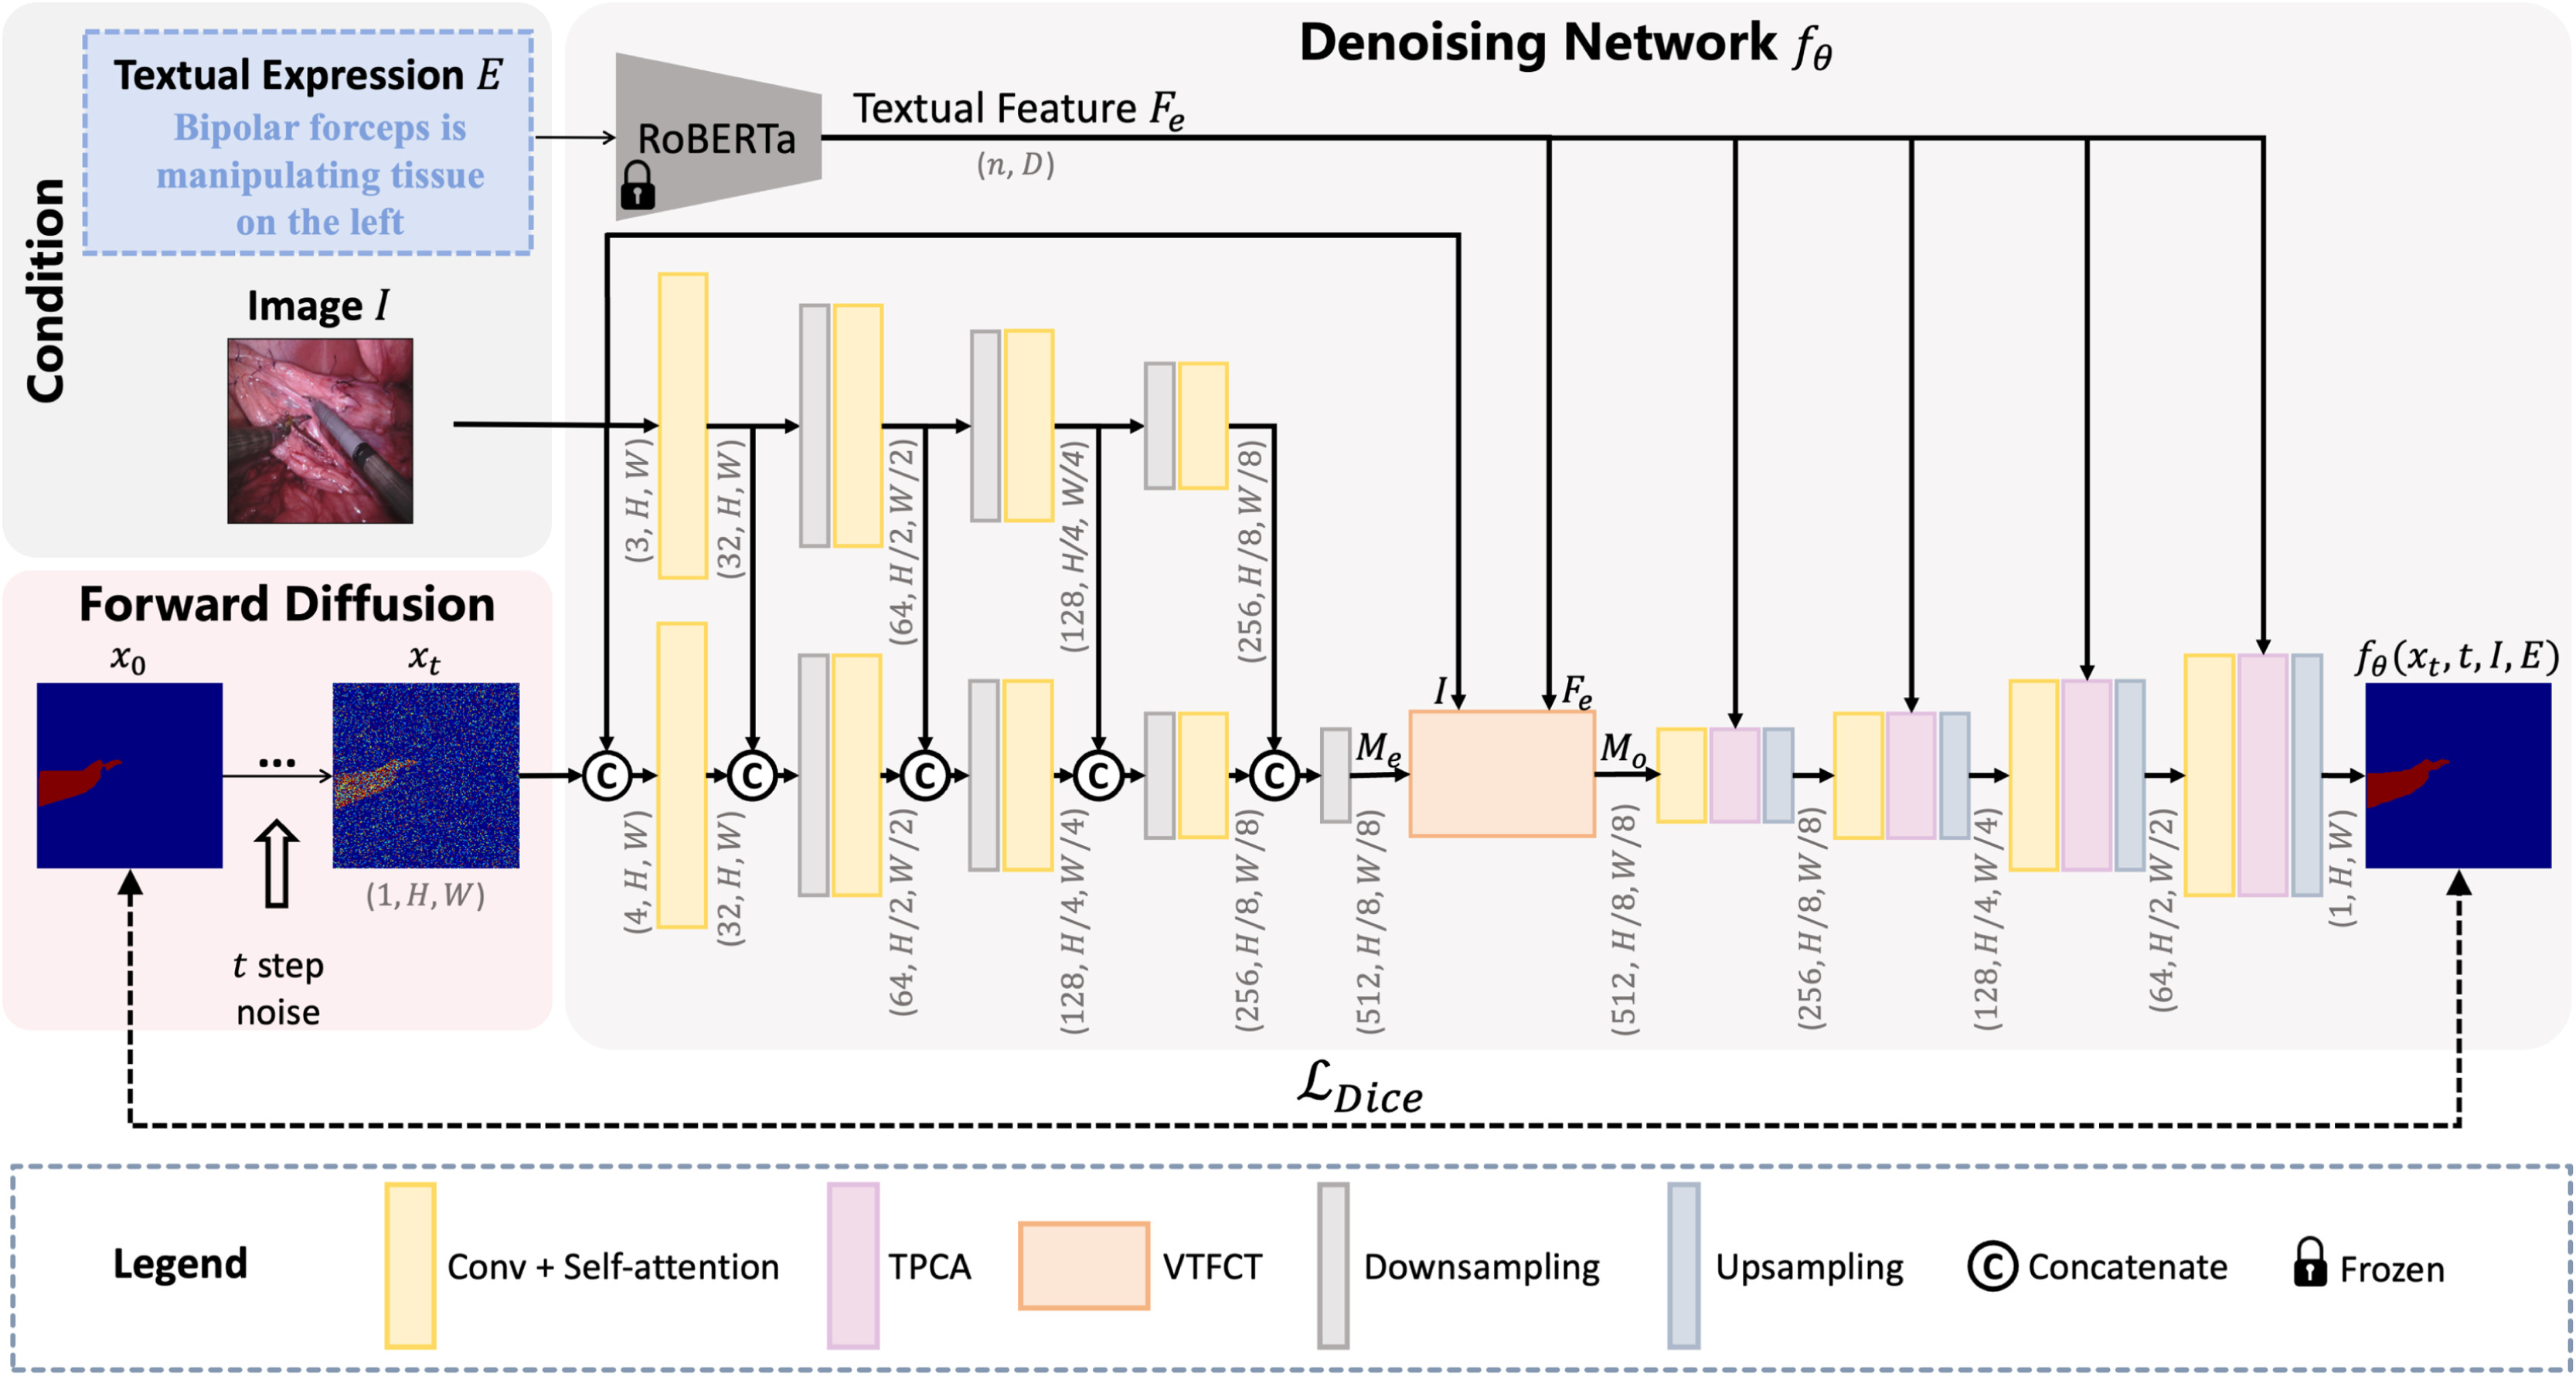 Condition
Textual Expression E
Bipolar forceps is
manipulating tissue
on the left
Image I
Forward Diffusion
x₀
xₜ
...
(1, H, W)
t step
noise
Denoising Network f_θ
RoBERTa
Textual Feature Fₑ
(n, D)
(3, H, W)
(32, H, W)
(64, H/2, W/2)
(128, H/4, W/4)
(256, H/8, W/8)
C
C
C
C
C
(4, H, W)
(32, H, W)
(64, H/2, W/2)
(128, H/4, W/4)
(256, H/8, W/8)
(512, H/8, W/8)
Mₑ
I
Fₑ
Mₒ
(512, H/8, W/8)
(256, H/8, W/8)
(128, H/4, W/4)
(64, H/2, W/2)
(1, H, W)
f_θ(xₜ, t, I, E)
ℒ_Dice
Legend
Conv + Self-attention
TPCA
VTFCT
Downsampling
Upsampling
C Concatenate
Frozen